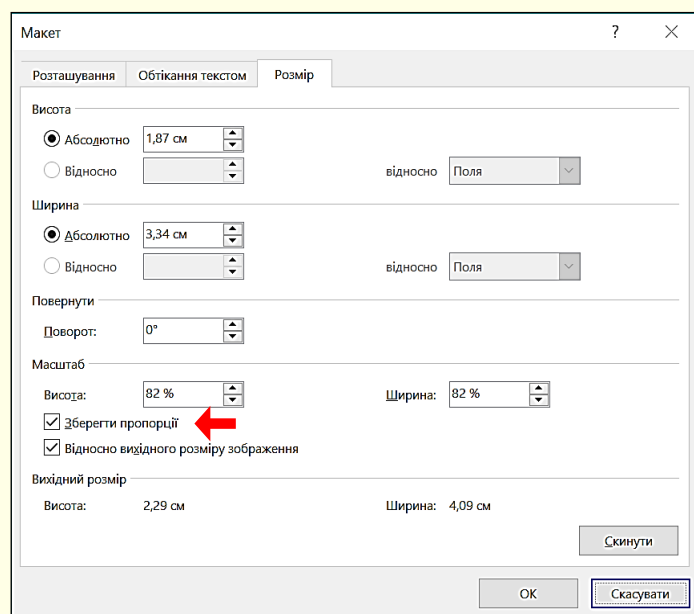 Макет ?
Розташування Обтікання текстом Розмір
Висота
Абсолютно 1,87 см
Відносно відносно Поля
Ширина
Абсолютно 3,34 см
Відносно відносно Поля
Повернути
Поворот: 0°
Масштаб
Висота: 82 % Ширина: 82 %
Зберегти пропорції
Відносно вихідного розміру зображення
Вихідний розмір
Висота: 2,29 см Ширина: 4,09 см
Скинути
ОК Скасувати